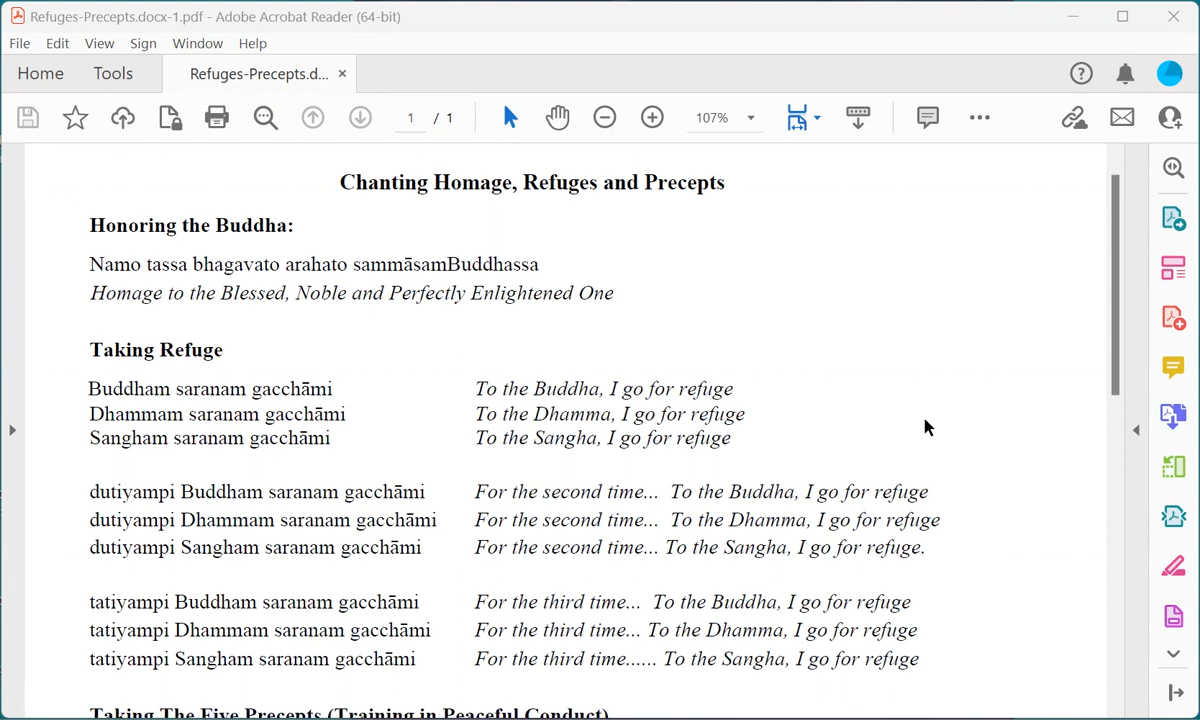 Refuges-Precepts.docx-1.pdf - Adobe Acrobat Reader (64-bit)
File Edit View Sign Window Help
Home Tools Refuges-Precepts.d... ×
1 / 1 107%
Chanting Homage, Refuges and Precepts
Honoring the Buddha:
Namo tassa bhagavato arahato sammāsamBuddhassa
Homage to the Blessed, Noble and Perfectly Enlightened One
Taking Refuge
Buddham saranam gacchāmi To the Buddha, I go for refuge
Dhammam saranam gacchāmi To the Dhamma, I go for refuge
Sangham saranam gacchāmi To the Sangha, I go for refuge
dutiyampi Buddham saranam gacchāmi For the second time... To the Buddha, I go for refuge
dutiyampi Dhammam saranam gacchāmi For the second time... To the Dhamma, I go for refuge
dutiyampi Sangham saranam gacchāmi For the second time... To the Sangha, I go for refuge.
tatiyampi Buddham saranam gacchāmi For the third time... To the Buddha, I go for refuge
tatiyampi Dhammam saranam gacchāmi For the third time... To the Dhamma, I go for refuge
tatiyampi Sangham saranam gacchāmi For the third time...... To the Sangha, I go for refuge
Taking The Five Precepts (Training in Peaceful Conduct)